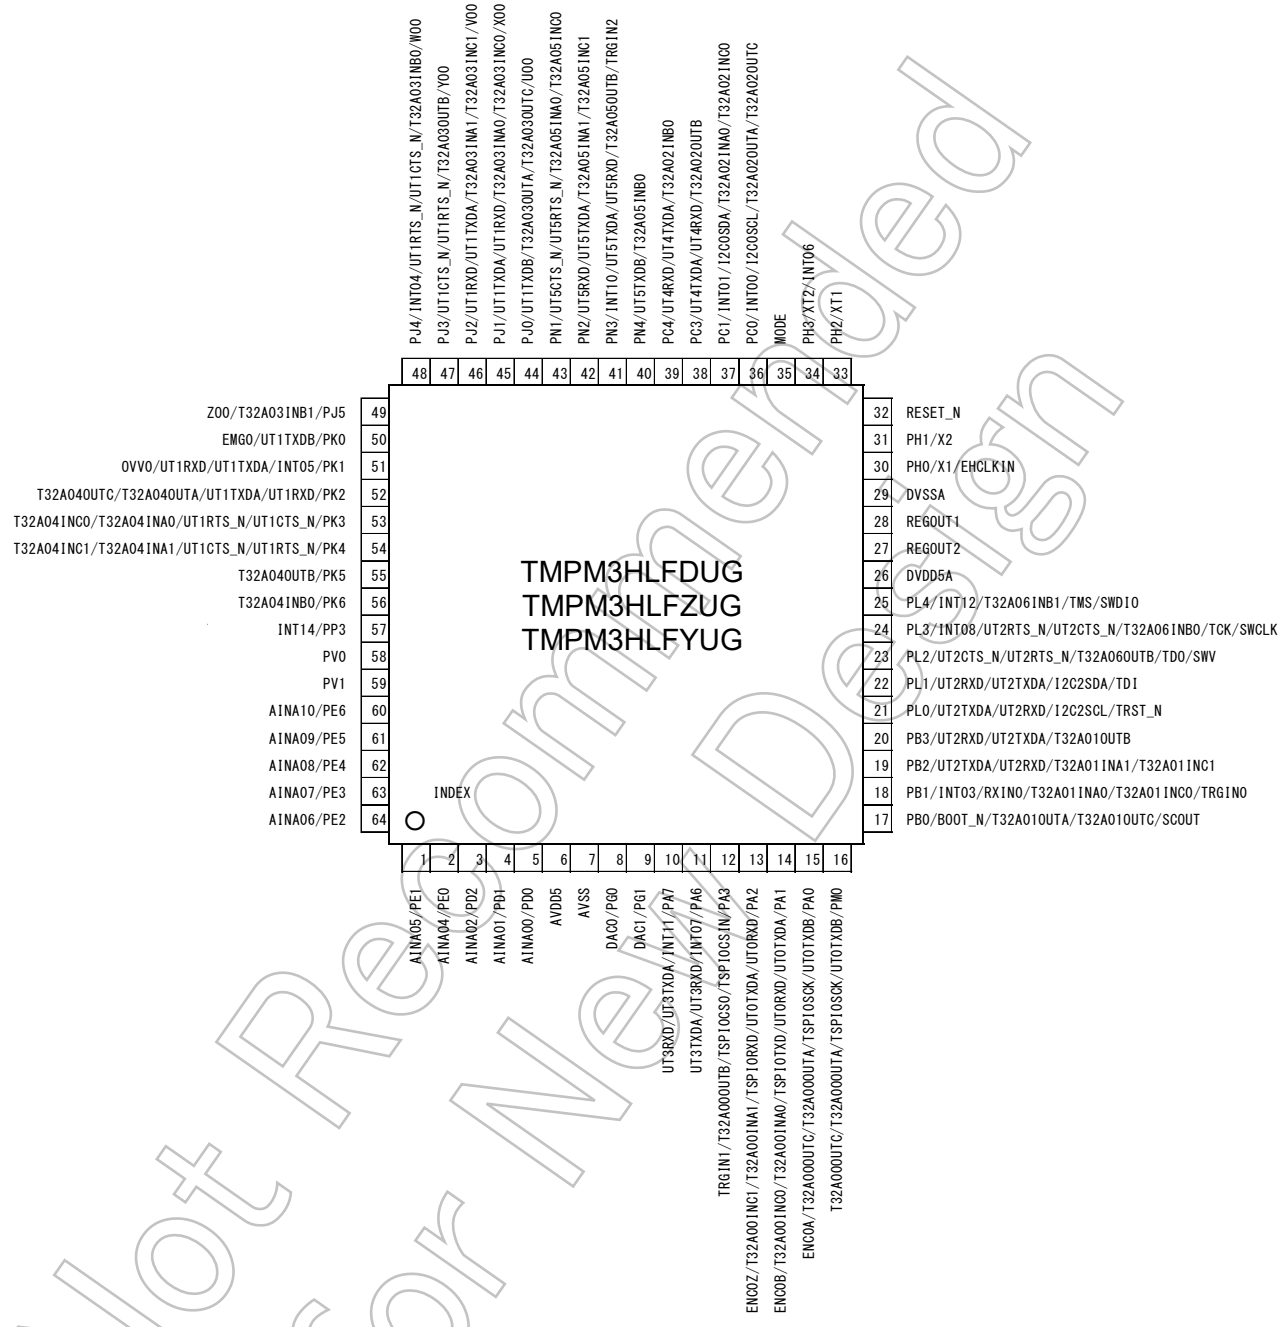 PJ4/INT04/UT1RTS_N/UT1CTS_N/T32A03INB0/WO0
PJ3/UT1CTS_N/UT1RTS_N/T32A03OUTB/YO0
PJ2/UT1RXD/UT1TXDA/T32A03INA1/T32A03INC1/VO0
PJ1/UT1TXDA/UT1RXD/T32A03INA0/T32A03INC0/XO0
PJ0/UT1TXDB/T32A03OUTA/T32A03OUTC/UO0
PN1/UT5CTS_N/UT5RTS_N/T32A05INA0/T32A05INC0
PN2/UT5RXD/UT5TXDA/T32A05INA1/T32A05INC1
PN3/INT10/UT5TXDA/UT5RXD/T32A05OUTB/TRGIN2
PN4/UT5TXDB/T32A05INB0
PC4/UT4RXD/UT4TXDA/T32A02INB0
PC3/UT4TXDA/UT4RXD/T32A02OUTB
PC1/INT01/I2C0SDA/T32A02INA0/T32A02INC0
PC0/INT00/I2C0SCL/T32A02OUTA/T32A02OUTC
MODE
PH3/XT2/INT06
PH2/XT1
48 47 46 45 44 43 42 41 40 39 38 37 36 35 34 33
ZO0/T32A03INB1/PJ5 49
EMG0/UT1TXDB/PK0 50
OVV0/UT1RXD/UT1TXDA/INT05/PK1 51
T32A04OUTC/T32A04OUTA/UT1TXDA/UT1RXD/PK2 52
T32A04INC0/T32A04INA0/UT1RTS_N/UT1CTS_N/PK3 53
T32A04INC1/T32A04INA1/UT1CTS_N/UT1RTS_N/PK4 54
T32A04OUTB/PK5 55
T32A04INB0/PK6 56
INT14/PP3 57
PV0 58
PV1 59
AINA10/PE6 60
AINA09/PE5 61
AINA08/PE4 62
AINA07/PE3 63
AINA06/PE2 64
TMPM3HLFDUG
TMPM3HLFZUG
TMPM3HLFYUG
INDEX
32 RESET_N
31 PH1/X2
30 PH0/X1/EHCLKIN
29 DVSSA
28 REGOUT1
27 REGOUT2
26 DVDD5A
25 PL4/INT12/T32A06INB1/TMS/SWDIO
24 PL3/INT08/UT2RTS_N/UT2CTS_N/T32A06INB0/TCK/SWCLK
23 PL2/UT2CTS_N/UT2RTS_N/T32A06OUTB/TDO/SWV
22 PL1/UT2RXD/UT2TXDA/I2C2SDA/TDI
21 PL0/UT2TXDA/UT2RXD/I2C2SCL/TRST_N
20 PB3/UT2RXD/UT2TXDA/T32A01OUTB
19 PB2/UT2TXDA/UT2RXD/T32A01INA1/T32A01INC1
18 PB1/INT03/RXIN0/T32A01INA0/T32A01INC0/TRGIN0
17 PB0/BOOT_N/T32A01OUTA/T32A01OUTC/SCOUT
1 2 3 4 5 6 7 8 9 10 11 12 13 14 15 16
AINA05/PE1
AINA04/PE0
AINA02/PD2
AINA01/PD1
AINA00/PD0
AVDD5
AVSS
DAC0/PG0
DAC1/PG1
UT3RXD/UT3TXDA/INT11/PA7
UT3TXDA/UT3RXD/INT07/PA6
TRGIN1/T32A00OUTB/TSPI0CS0/TSPI0CSIN/PA3
ENC0Z/T32A00INC1/T32A00INA1/TSPI0RXD/UT0TXDA/UT0RXD/PA2
ENC0B/T32A00INC0/T32A00INA0/TSPI0TXD/UT0RXD/UT0TXDA/PA1
ENC0A/T32A00OUTC/T32A00OUTA/TSPI0SCK/UT0TXDB/PA0
T32A00OUTC/T32A00OUTA/TSPI0SCK/UT0TXDB/PM0
Not Recommended
for New Design